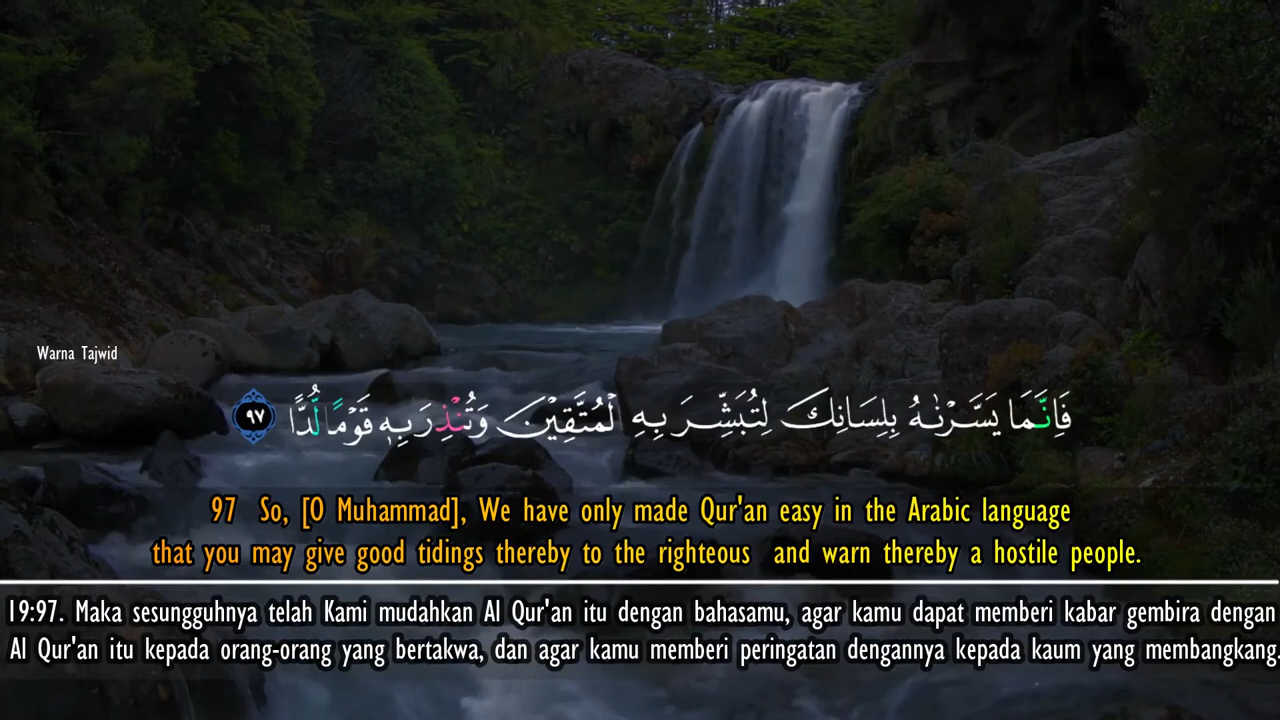 Warna Tajwid
فَاِنَّمَا يَسَّرْنٰهُ بِلِسَانِكَ لِتُبَشِّرَ بِهِ الْمُتَّقِيْنَ وَتُنْذِرَ بِهٖ قَوْمًا لُّدًّا ٩٧
97 So, [O Muhammad], We have only made Qur'an easy in the Arabic language
that you may give good tidings thereby to the righteous and warn thereby a hostile people.
19:97. Maka sesungguhnya telah Kami mudahkan Al Qur'an itu dengan bahasamu, agar kamu dapat memberi kabar gembira dengan
Al Qur'an itu kepada orang-orang yang bertakwa, dan agar kamu memberi peringatan dengannya kepada kaum yang membangkang.